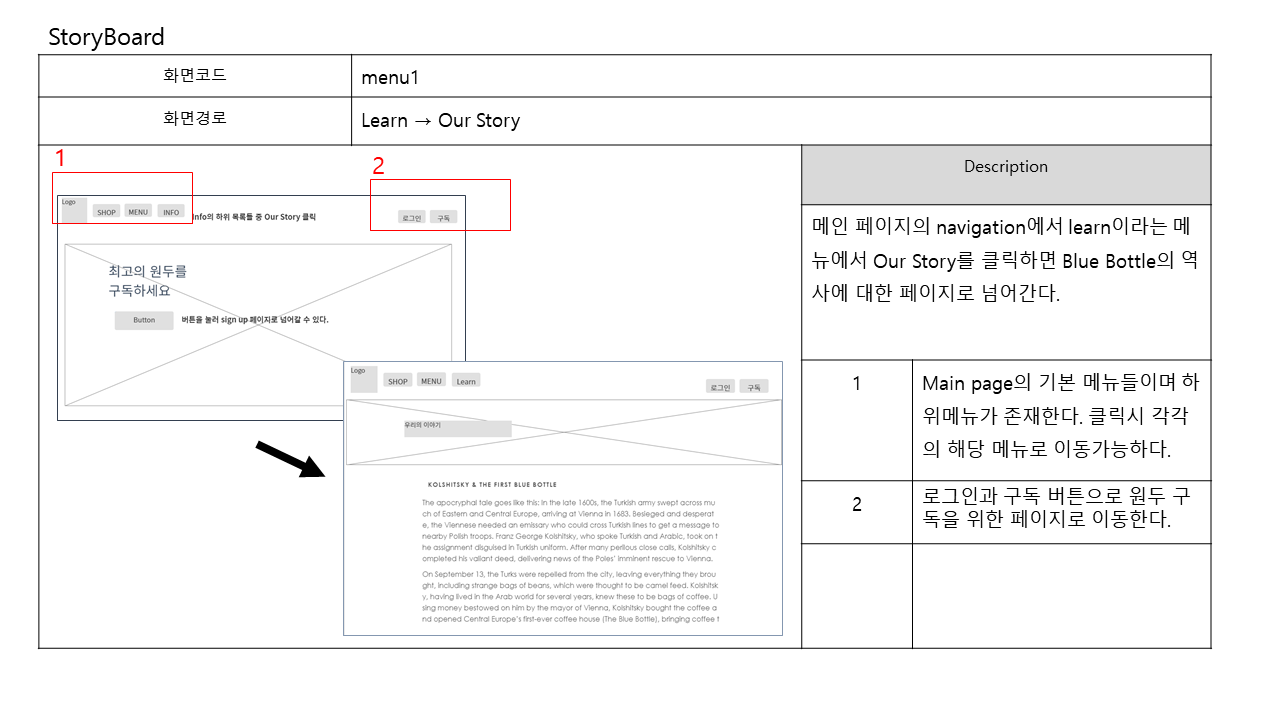 StoryBoard
화면코드
menu1
화면경로
Learn → Our Story
1
2
Logo
SHOP
MENU
INFO
Info의 하위 목록들 중 Our Story 클릭
로그인
구독
최고의 원두를
구독하세요
Button
버튼을 눌러 sign up 페이지로 넘어갈 수 있다.
Logo
SHOP
MENU
Learn
로그인
구독
우리의 이야기
KOLSHITSKY & THE FIRST BLUE BOTTLE
The apocryphal tale goes like this: In the late 1600s, the Turkish army swept across mu
ch of Eastern and Central Europe, arriving at Vienna in 1683. Besieged and desperat
e, the Viennese needed an emissary who could cross Turkish lines to get a message to
nearby Polish troops. Franz George Kolshitsky, who spoke Turkish and Arabic, took on t
he assignment disguised in Turkish uniform. After many perilous close calls, Kolshitsky c
ompleted his valiant deed, delivering news of the Poles' imminent rescue to Vienna.
On September 13, the Turks were repelled from the city, leaving everything they brou
ght, including strange bags of beans, which were thought to be camel feed. Kolshitsk
y, having lived in the Arab world for several years, knew these to be bags of coffee. U
sing money bestowed on him by the mayor of Vienna, Kolshitsky bought the coffee a
nd opened Central Europe's first-ever coffee house (The Blue Bottle), bringing coffee t
Description
메인 페이지의 navigation에서 learn이라는 메
뉴에서 Our Story를 클릭하면 Blue Bottle의 역
사에 대한 페이지로 넘어간다.
1
Main page의 기본 메뉴들이며 하
위메뉴가 존재한다. 클릭시 각각
의 해당 메뉴로 이동가능하다.
2
로그인과 구독 버튼으로 원두 구
독을 위한 페이지로 이동한다.